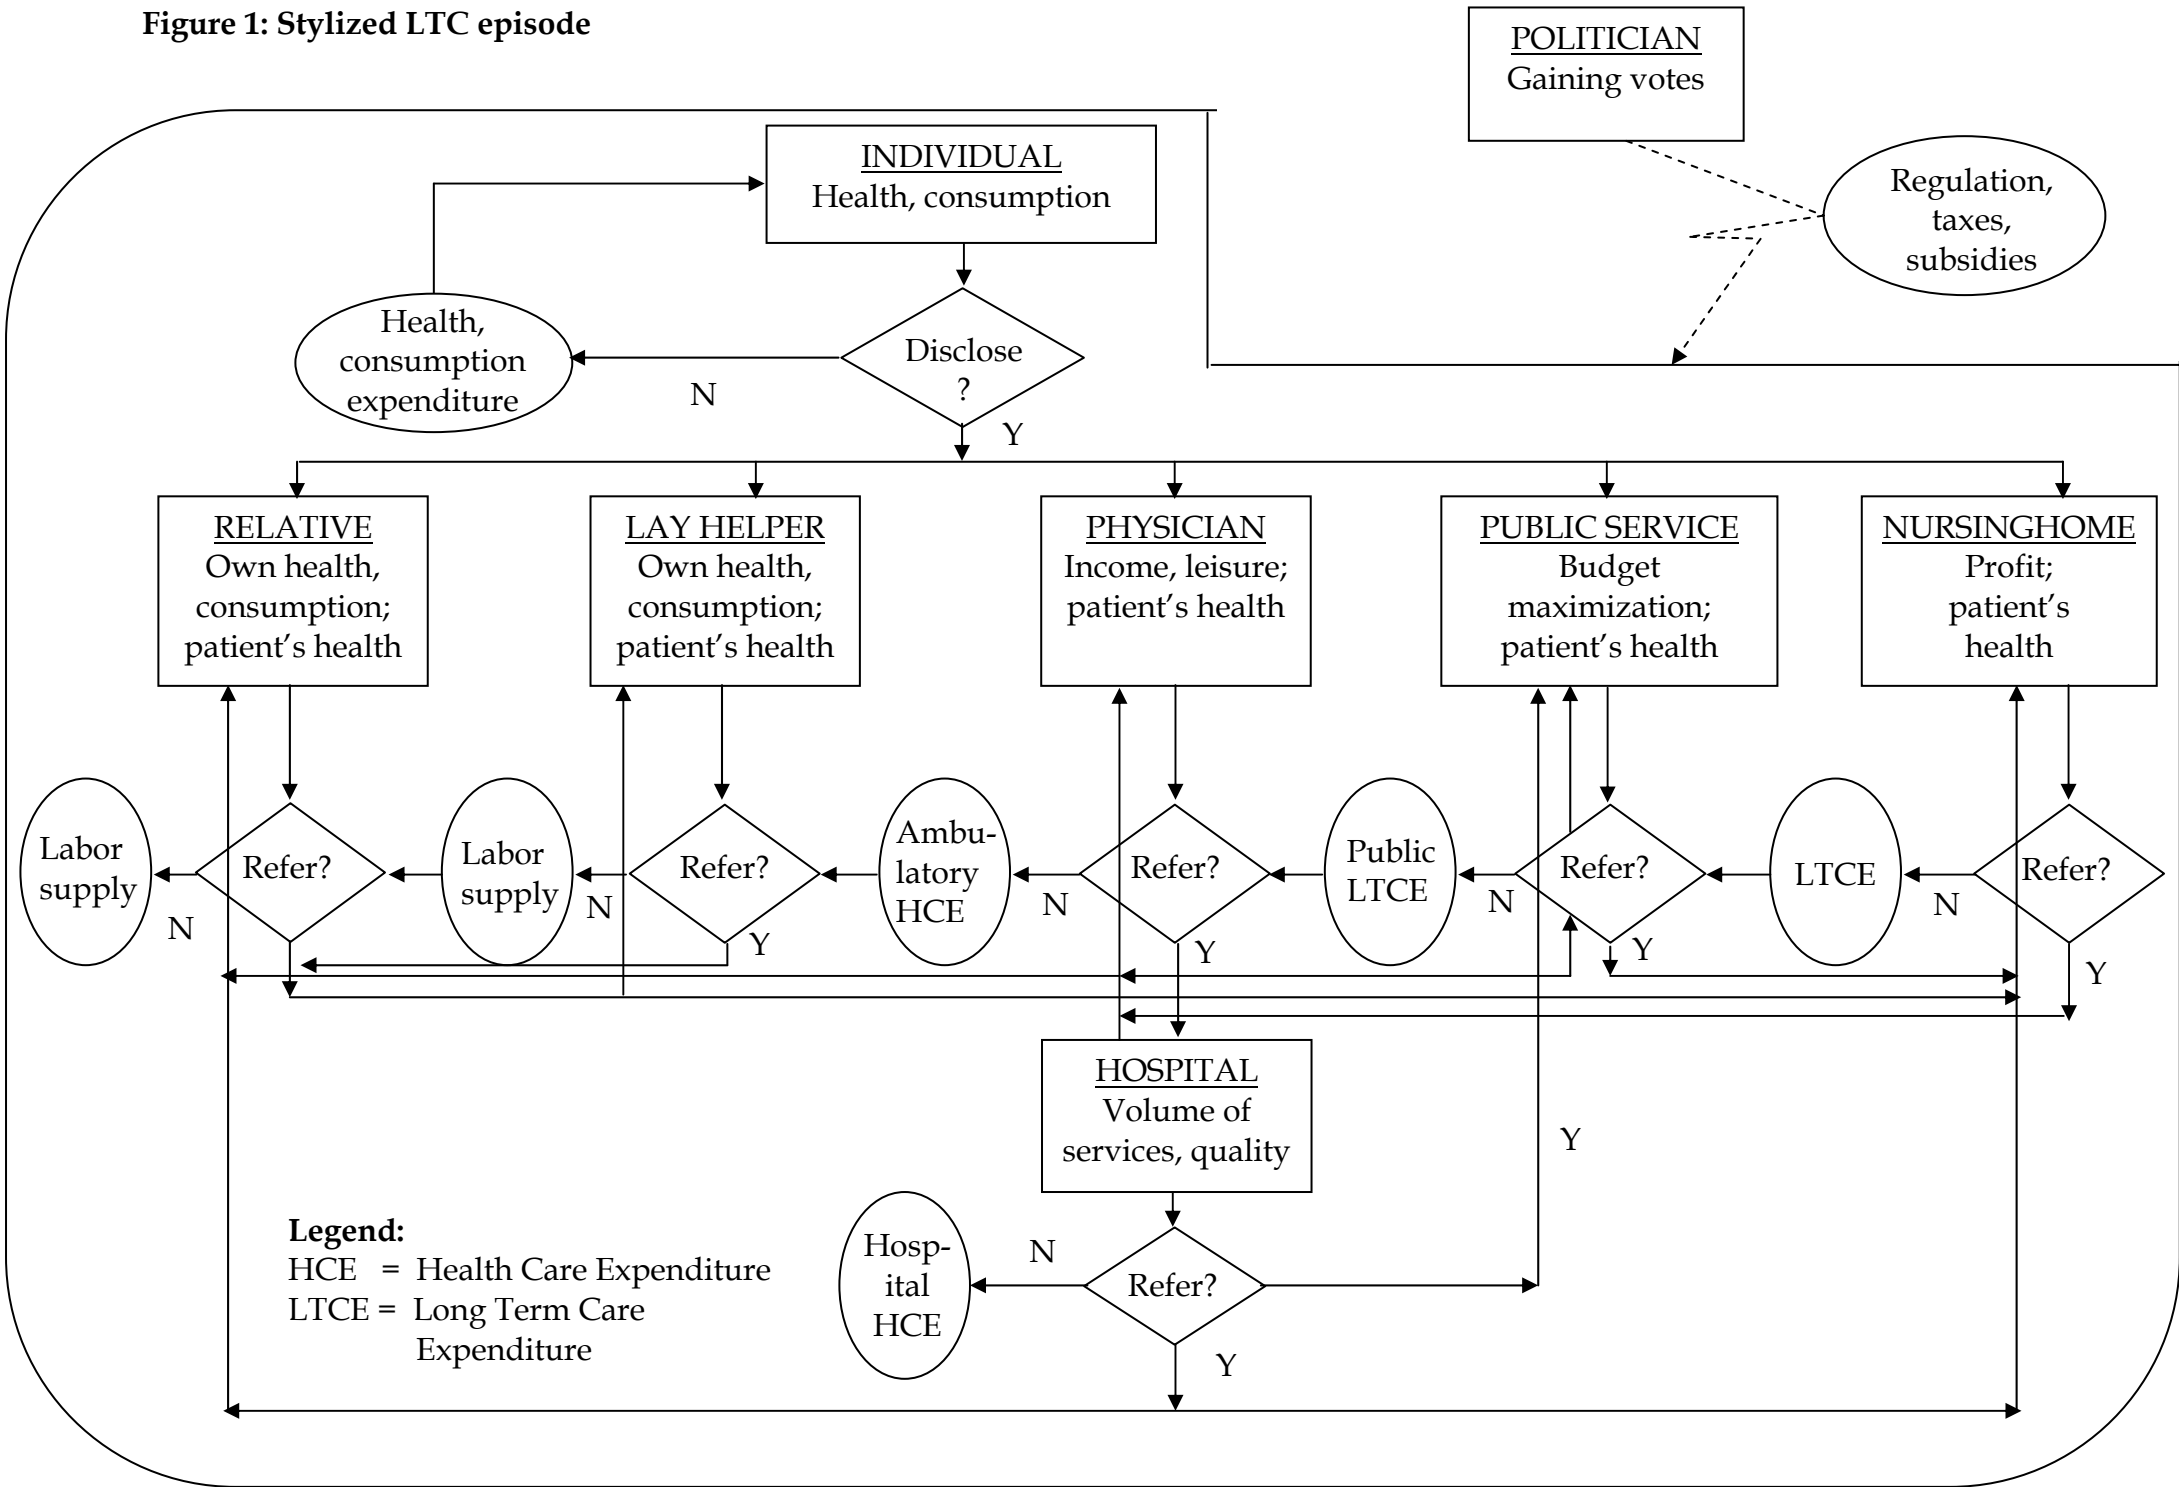 Figure 1: Stylized LTC episode
POLITICIAN
Gaining votes
INDIVIDUAL
Health, consumption
Regulation,
taxes,
subsidies
Health,
consumption
expenditure
Disclose
?
N
Y
RELATIVE
Own health,
consumption;
patient’s health
LAY HELPER
Own health,
consumption;
patient’s health
PHYSICIAN
Income, leisure;
patient’s health
PUBLIC SERVICE
Budget
maximization;
patient’s health
NURSINGHOME
Profit;
patient’s
health
Labor
supply
N
Refer?
Labor
supply
N
Refer?
Y
Ambu-
latory
HCE
N
Refer?
Y
Public
LTCE
N
Refer?
Y
LTCE
N
Refer?
Y
HOSPITAL
Volume of
services, quality
Y
Hosp-
ital
HCE
N
Refer?
Y
Legend:
HCE = Health Care Expenditure
LTCE = Long Term Care
Expenditure